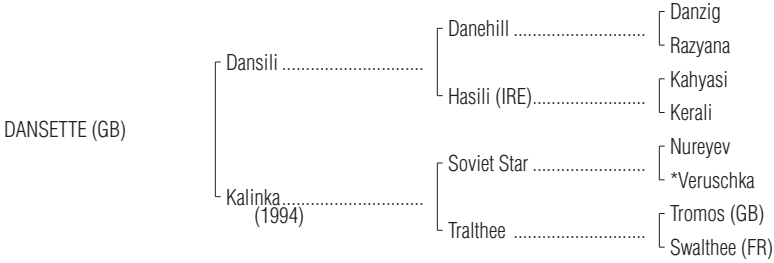 Danzig
Danehill ...........................
Razyana
Dansili .............................
Kahyasi
Hasili (IRE).......................
Kerali
DANSETTE (GB)
Nureyev
Soviet Star .......................
*Veruschka
Kalinka.............................
(1994)
Tromos (GB)
Tralthee ...........................
Swalthee (FR)